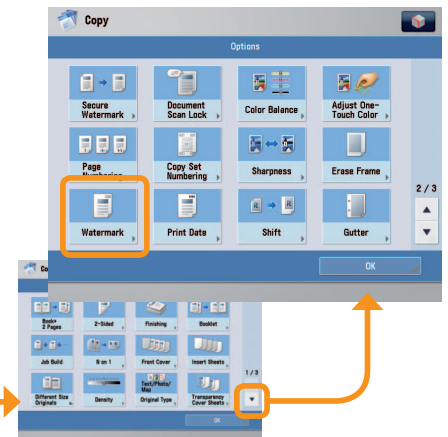 Copy
Options
Secure
Watermark
Document
Scan Lock
Color Balance
Adjust One-
Touch Color
Page
Numbering
Copy Set
Numbering
Sharpness
Erase Frame
2 / 3
Watermark
Print Date
Shift
Gutter
OK
Co
Book▸
2 Pages
2-Sided
Finishing
Booklet
Job Build
N on 1
Front Cover
Insert Sheets
1 / 3
Different Size
Originals
Density
Text/Photo/
Map
Original Type
Transparency
Cover Sheets
OK